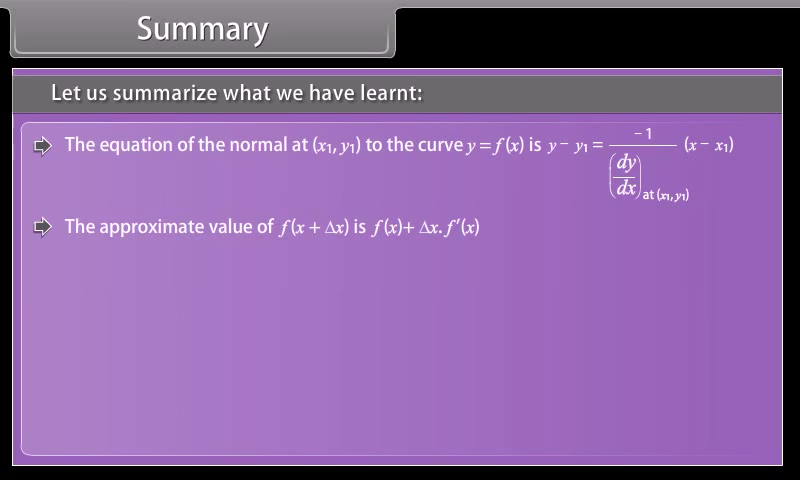 Summary
Let us summarize what we have learnt:
The equation of the normal at (x₁, y₁) to the curve y = f(x) is y − y₁ = −1 / (dy/dx) at (x₁, y₁) (x − x₁)
The approximate value of f(x + Δx) is f(x)+ Δx. f′(x)